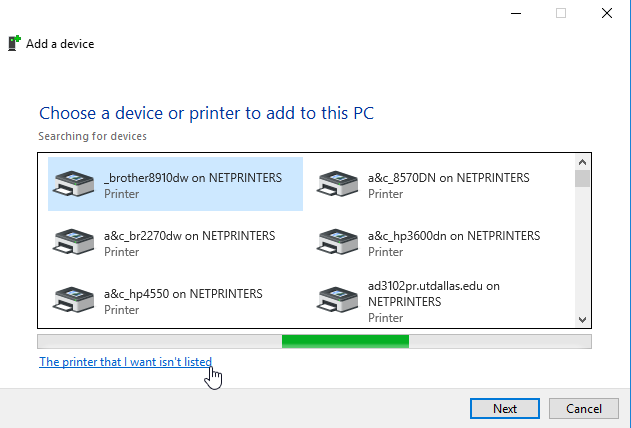 Add a device
Choose a device or printer to add to this PC
Searching for devices
_brother8910dw on NETPRINTERS
Printer
a&c_8570DN on NETPRINTERS
Printer
a&c_br2270dw on NETPRINTERS
Printer
a&c_hp3600dn on NETPRINTERS
Printer
a&c_hp4550 on NETPRINTERS
Printer
ad3102pr.utdallas.edu on
NETPRINTERS
Printer
The printer that I want isn't listed
Next
Cancel